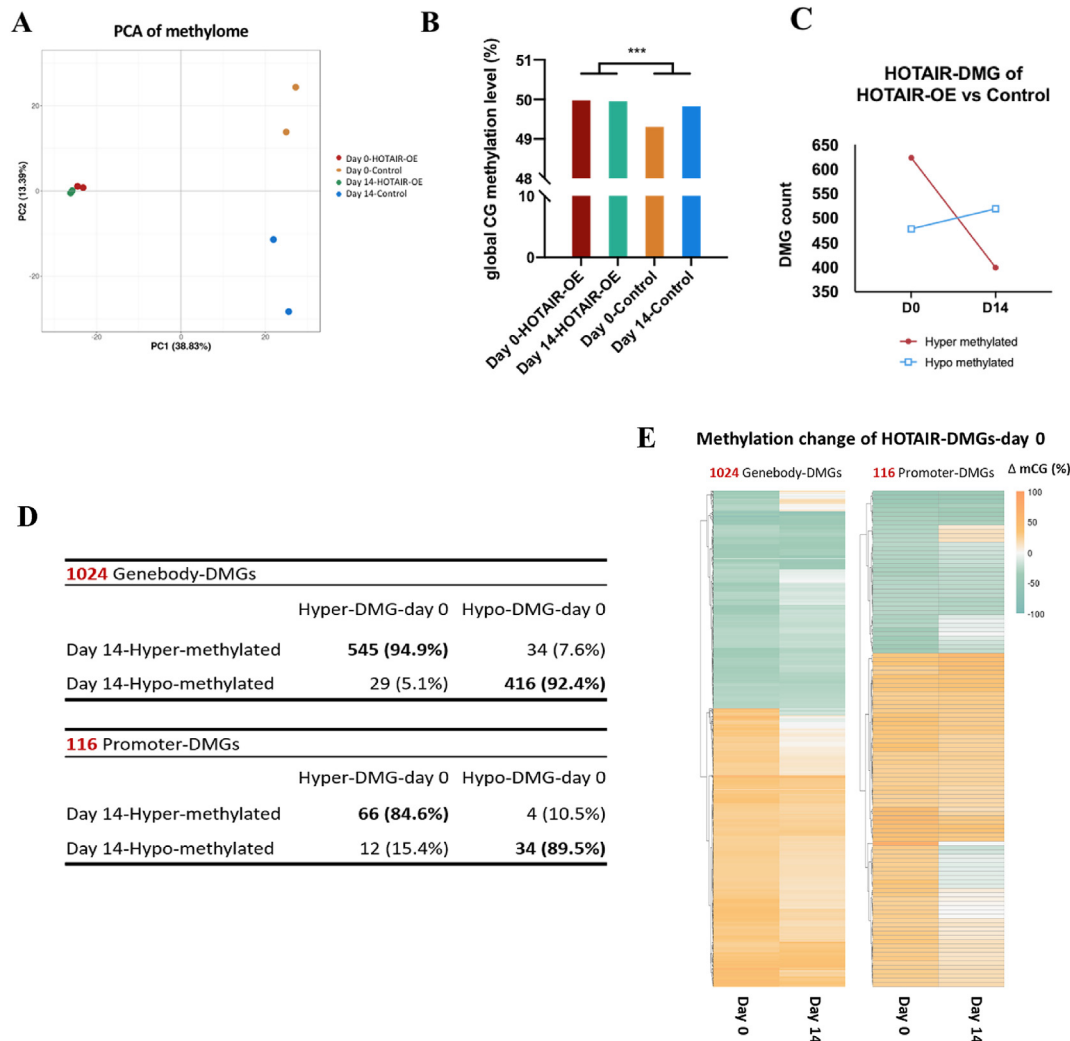 A
PCA of methylome
20
0
-20
PC2 (13.39%)
-20
0
20
PC1 (38.83%)
Day 0-HOTAIR-OE
Day 0-Control
Day 14-HOTAIR-OE
Day 14-Control
B
global CG methylation level (%)
51
50
49
48
10
0
***
Day 0-HOTAIR-OE
Day 14-HOTAIR-OE
Day 0-Control
Day 14-Control
C
HOTAIR-DMG of
HOTAIR-OE vs Control
DMG count
650
600
550
500
450
400
350
D0
D14
Hyper methylated
Hypo methylated
D
1024 Genebody-DMGs
Hyper-DMG-day 0 Hypo-DMG-day 0
Day 14-Hyper-methylated 545 (94.9%) 34 (7.6%)
Day 14-Hypo-methylated 29 (5.1%) 416 (92.4%)
116 Promoter-DMGs
Hyper-DMG-day 0 Hypo-DMG-day 0
Day 14-Hyper-methylated 66 (84.6%) 4 (10.5%)
Day 14-Hypo-methylated 12 (15.4%) 34 (89.5%)
E
Methylation change of HOTAIR-DMGs-day 0
1024 Genebody-DMGs
116 Promoter-DMGs
Δ mCG (%)
100
50
0
-50
-100
Day 0
Day 14
Day 0
Day 14